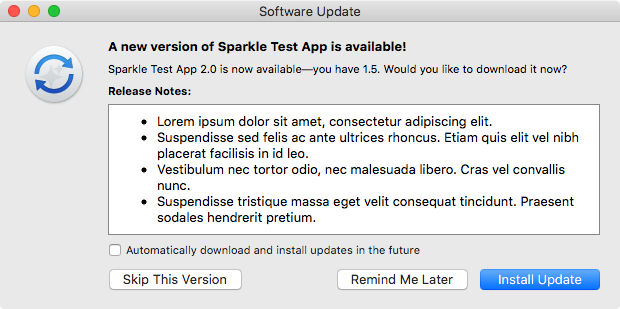 Software Update
A new version of Sparkle Test App is available!
Sparkle Test App 2.0 is now available—you have 1.5. Would you like to download it now?
Release Notes:
• Lorem ipsum dolor sit amet, consectetur adipiscing elit.
• Suspendisse sed felis ac ante ultrices rhoncus. Etiam quis elit vel nibh
placerat facilisis in id leo.
• Vestibulum nec tortor odio, nec malesuada libero. Cras vel convallis
nunc.
• Suspendisse tristique massa eget velit consequat tincidunt. Praesent
sodales hendrerit pretium.
Automatically download and install updates in the future
Skip This Version
Remind Me Later
Install Update